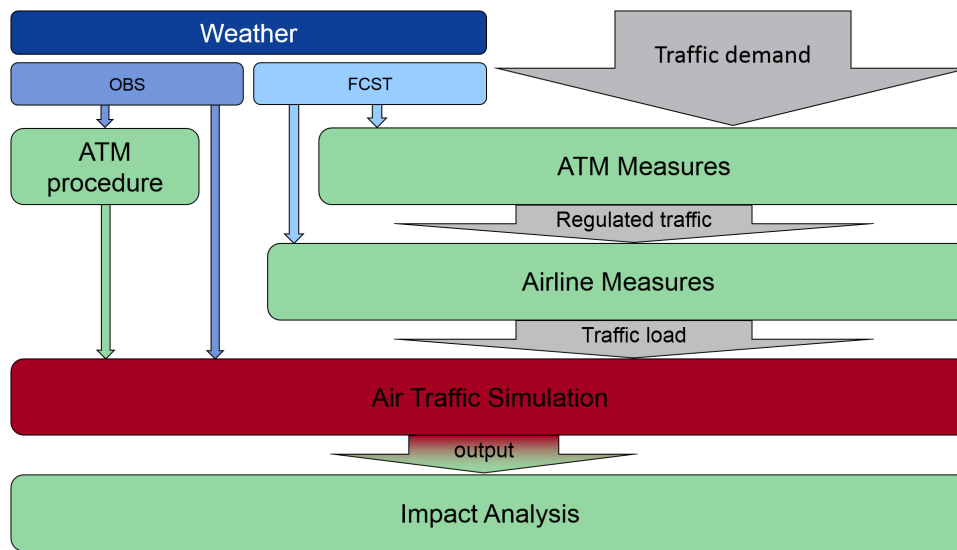 Weather
Traffic demand
OBS
FCST
ATM
procedure
ATM Measures
Regulated traffic
Airline Measures
Traffic load
Air Traffic Simulation
output
Impact Analysis